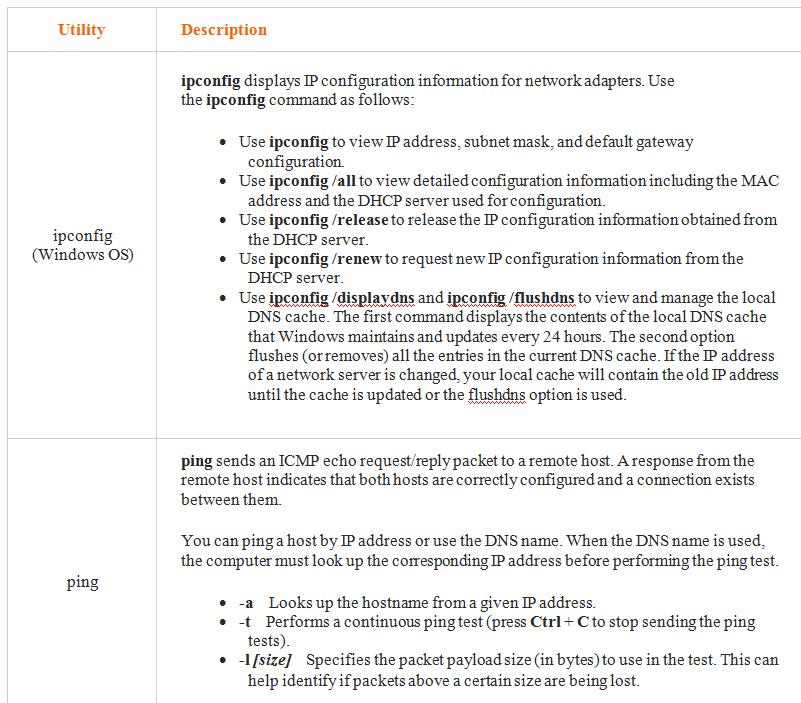 Utility Description
ipconfig displays IP configuration information for network adapters. Use
the ipconfig command as follows:
• Use ipconfig to view IP address, subnet mask, and default gateway
configuration.
• Use ipconfig /all to view detailed configuration information including the MAC
address and the DHCP server used for configuration.
• Use ipconfig /release to release the IP configuration information obtained from
the DHCP server.
ipconfig
(Windows OS)
• Use ipconfig /renew to request new IP configuration information from the
DHCP server.
• Use ipconfig /displaydns and ipconfig /flushdns to view and manage the local
DNS cache. The first command displays the contents of the local DNS cache
that Windows maintains and updates every 24 hours. The second option
flushes (or removes) all the entries in the current DNS cache. If the IP address
of a network server is changed, your local cache will contain the old IP address
until the cache is updated or the flushdns option is used.
ping sends an ICMP echo request/reply packet to a remote host. A response from the
remote host indicates that both hosts are correctly configured and a connection exists
between them.
You can ping a host by IP address or use the DNS name. When the DNS name is used,
the computer must look up the corresponding IP address before performing the ping test.
ping
• -a Looks up the hostname from a given IP address.
• -t Performs a continuous ping test (press Ctrl + C to stop sending the ping
tests).
• -l [size] Specifies the packet payload size (in bytes) to use in the test. This can
help identify if packets above a certain size are being lost.